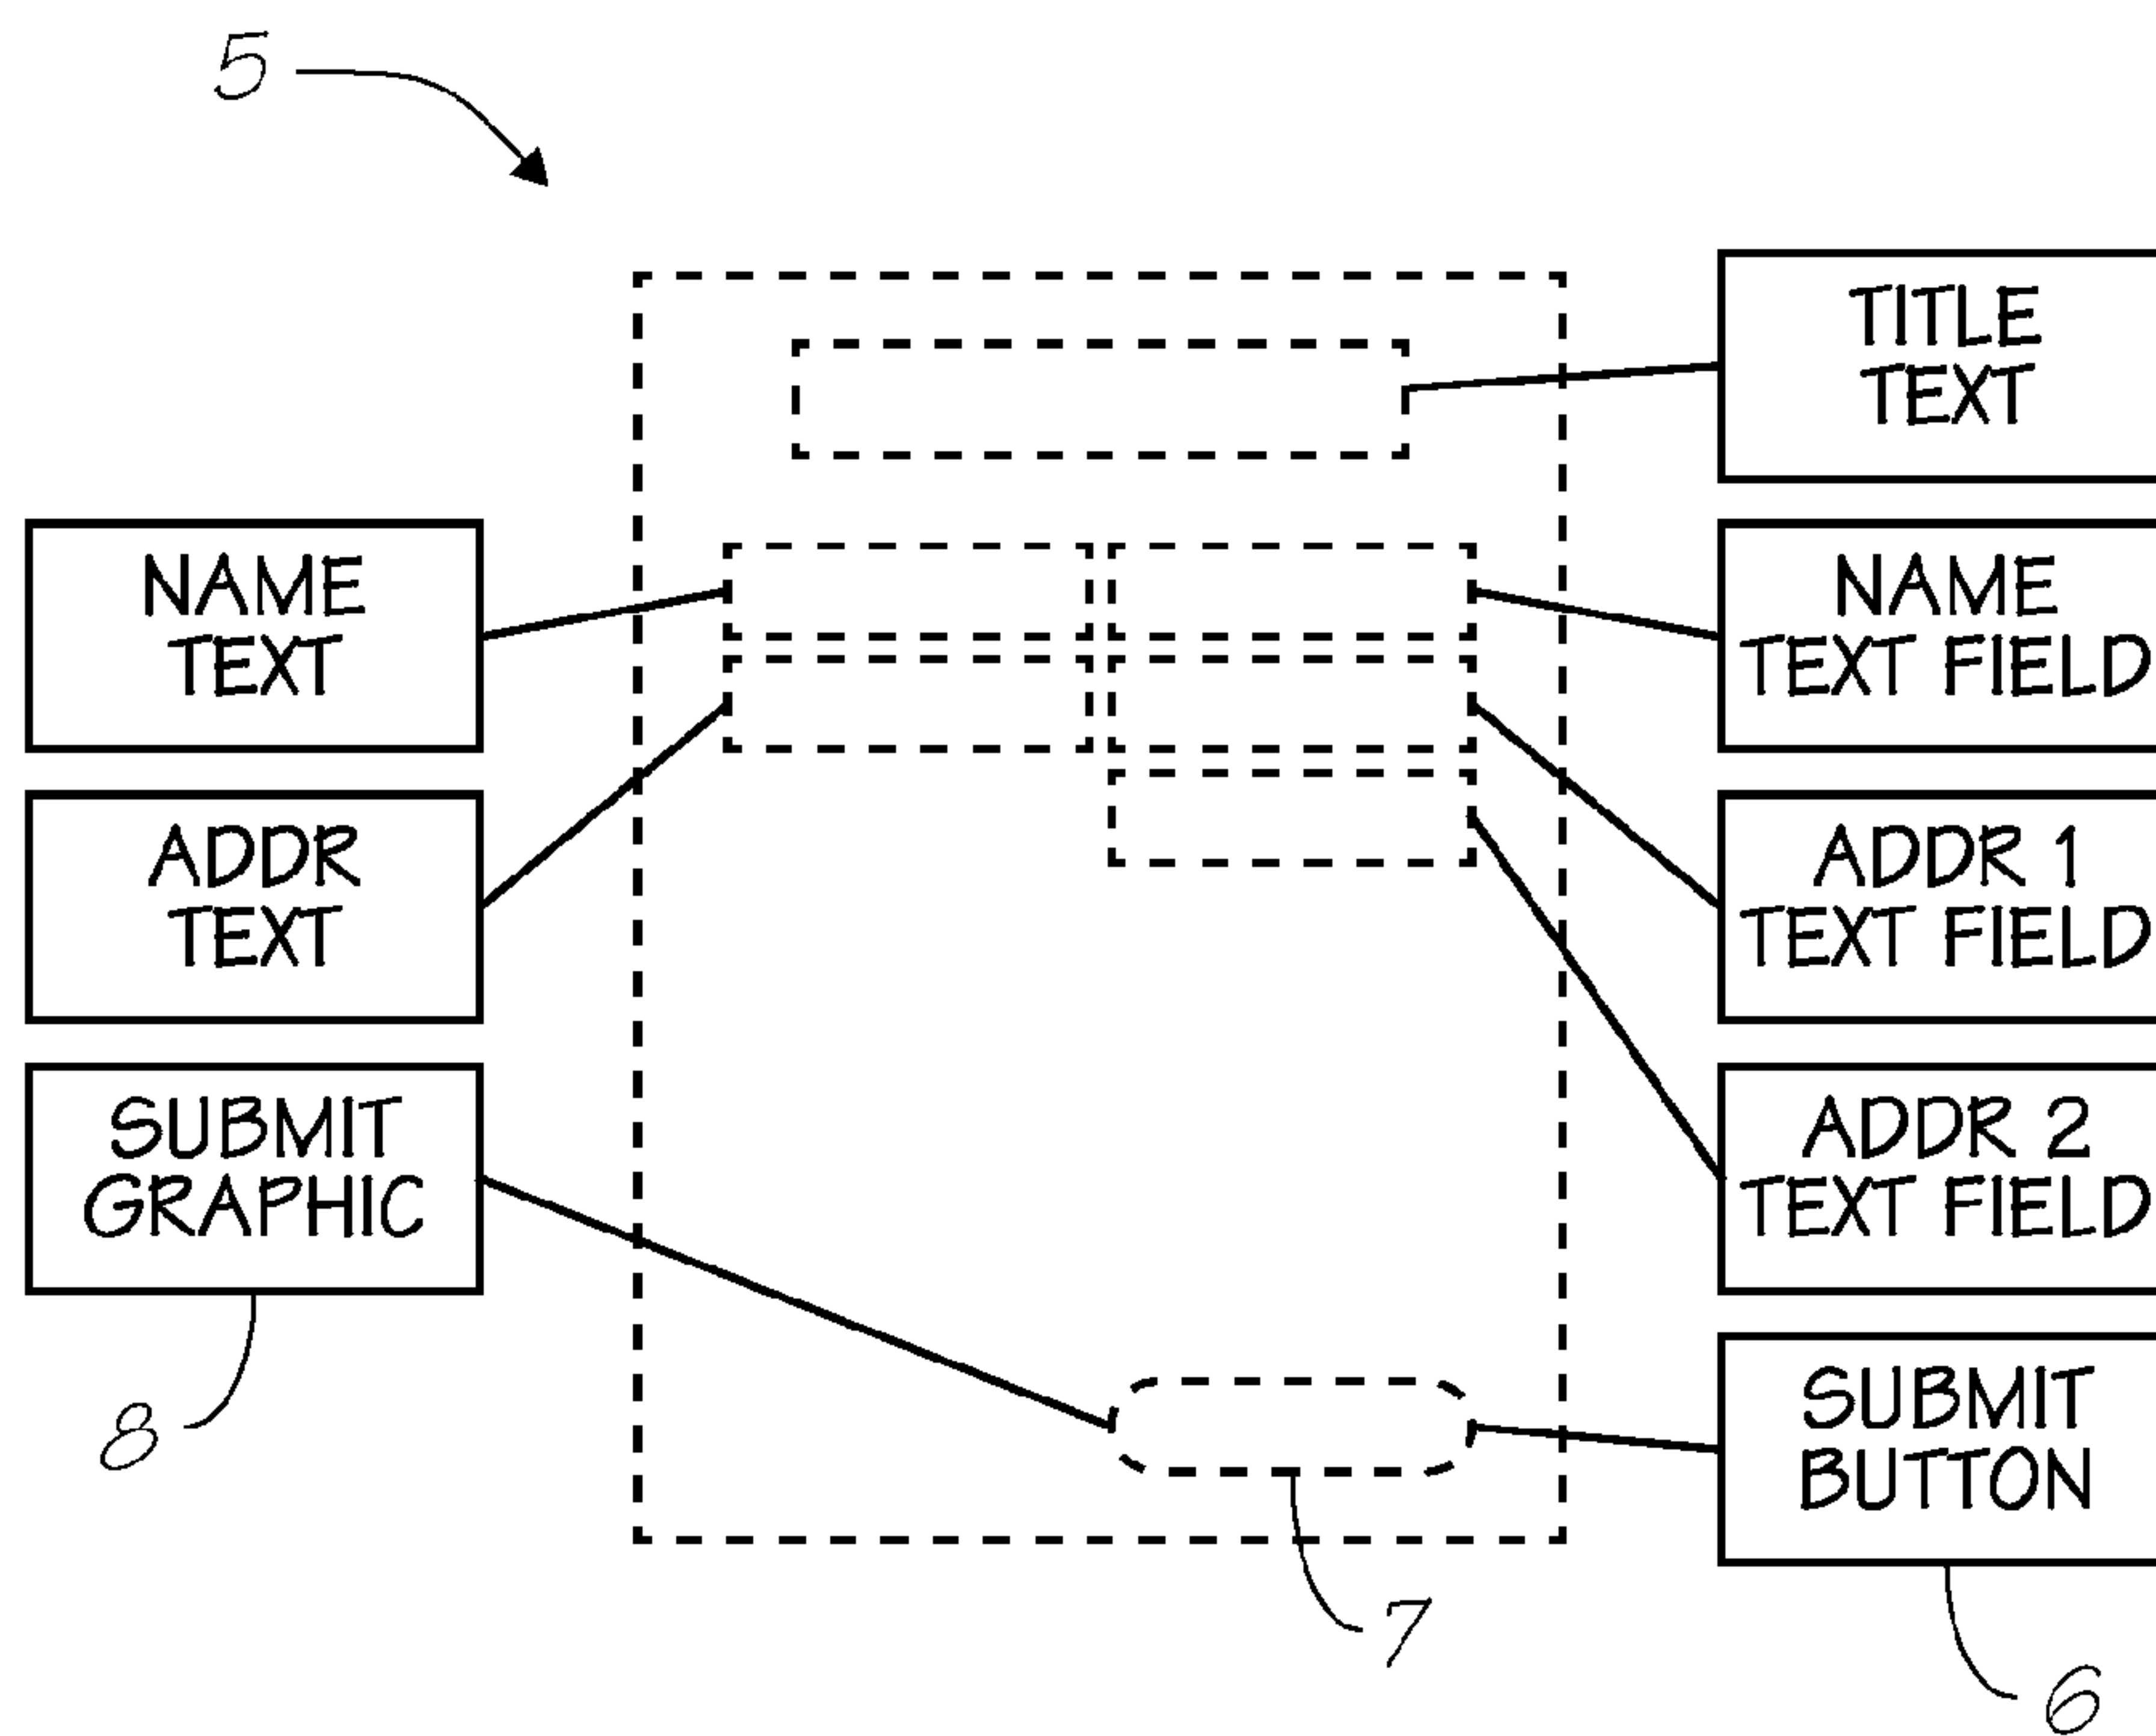 5
TITLE
TEXT
NAME
TEXT
NAME
TEXT FIELD
ADDR
TEXT
ADDR 1
TEXT FIELD
SUBMIT
GRAPHIC
ADDR 2
TEXT FIELD
8
SUBMIT
BUTTON
7
6